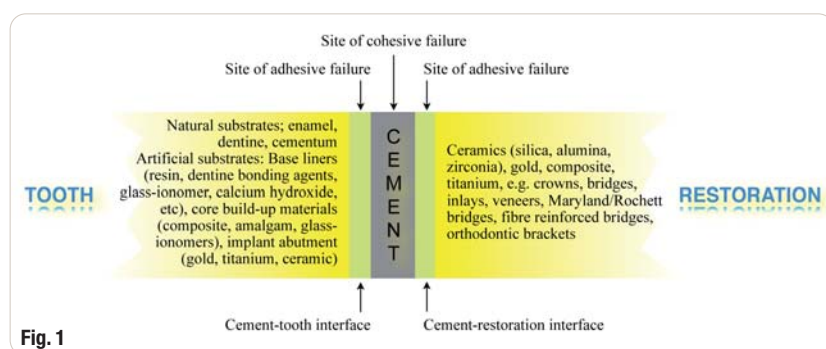 Site of cohesive failure
Site of adhesive failure
Site of adhesive failure
TOOTH
Natural substrates; enamel,
dentine, cementum
Artificial substrates: Base liners
(resin, dentine bonding agents,
glass-ionomer, calcium hydroxide,
etc), core build-up materials
(composite, amalgam, glass-
ionomers), implant abutment
(gold, titanium, ceramic)
CEMENT
Ceramics (silica, alumina,
zirconia), gold, composite,
titanium, e.g. crowns, bridges,
inlays, veneers, Maryland/Rochett
bridges, fibre reinforced bridges,
orthodontic brackets
RESTORATION
Cement-tooth interface
Cement-restoration interface
Fig. 1